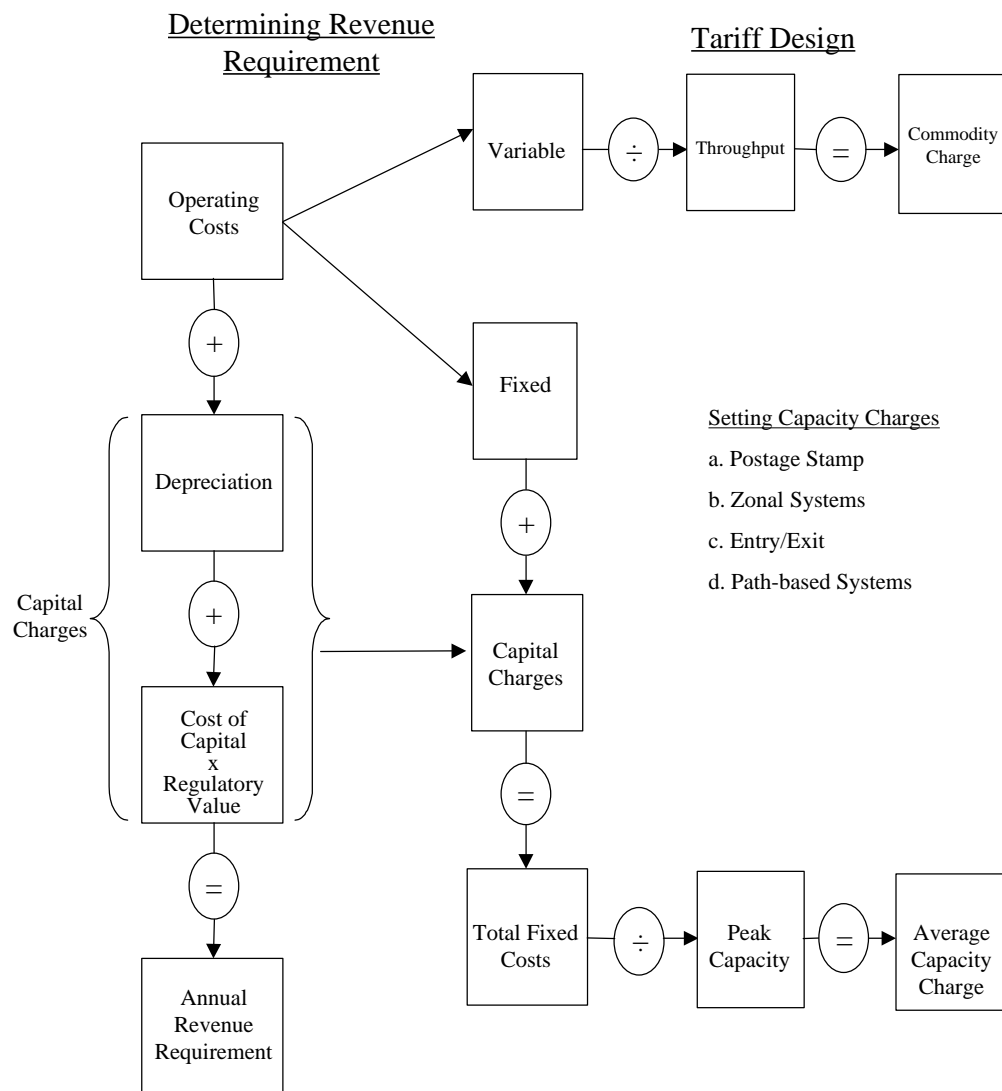 Determining Revenue
Requirement
Tariff Design
Operating
Costs
+
Depreciation
+
Capital
Charges
Cost of
Capital
x
Regulatory
Value
=
Annual
Revenue
Requirement
Variable
÷
Throughput
=
Commodity
Charge
Fixed
+
Capital
Charges
=
Total Fixed
Costs
÷
Peak
Capacity
=
Average
Capacity
Charge
Setting Capacity Charges
a. Postage Stamp
b. Zonal Systems
c. Entry/Exit
d. Path-based Systems